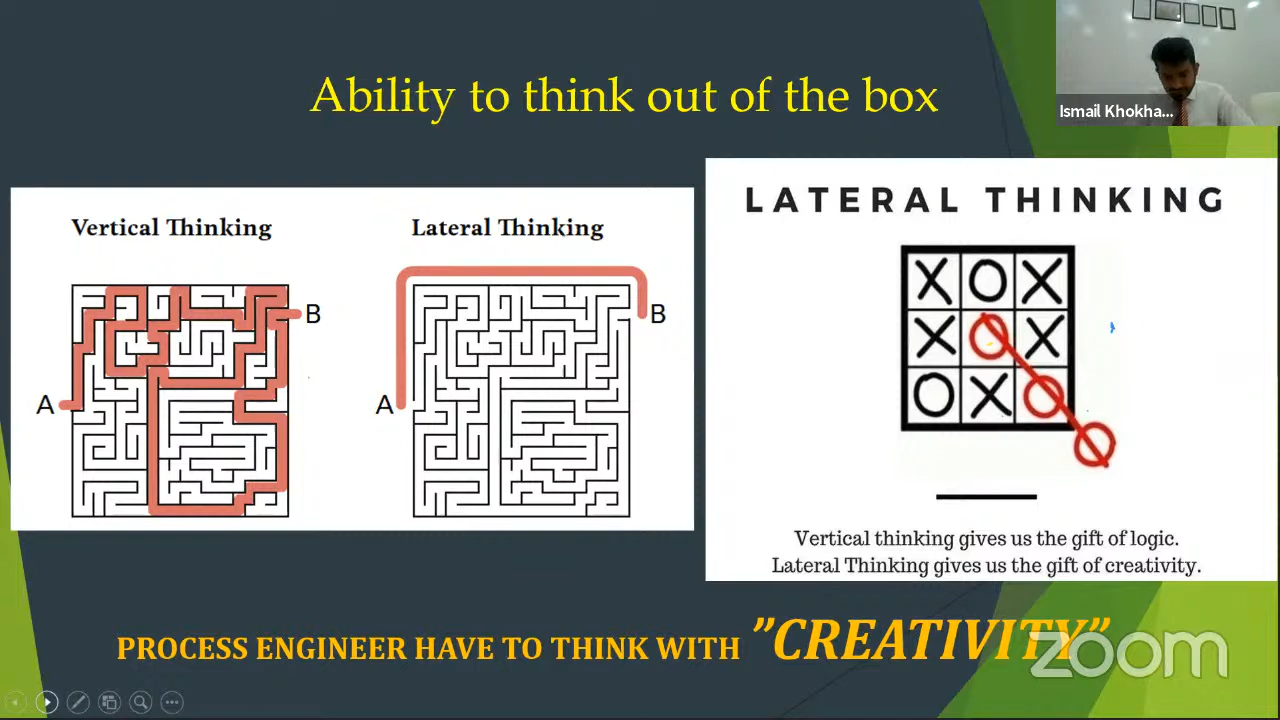 Ability to think out of the box
Ismail Khokha...
Vertical Thinking
Lateral Thinking
A
B
A
B
LATERAL THINKING
X O X
X O X
O X O
O
Vertical thinking gives us the gift of logic.
Lateral Thinking gives us the gift of creativity.
PROCESS ENGINEER HAVE TO THINK WITH ”CREATIVITY”
zoom